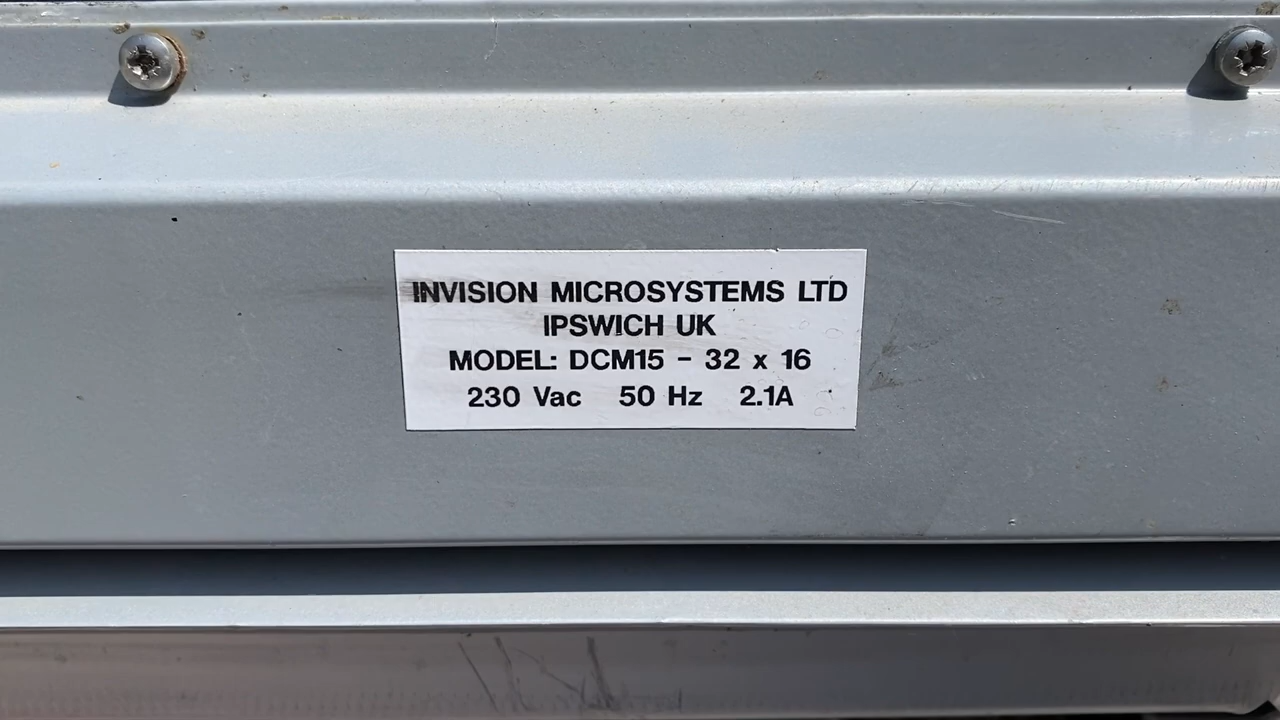 INVISION MICROSYSTEMS LTD
IPSWICH UK
MODEL: DCM15 - 32 x 16
230 Vac 50 Hz 2.1A